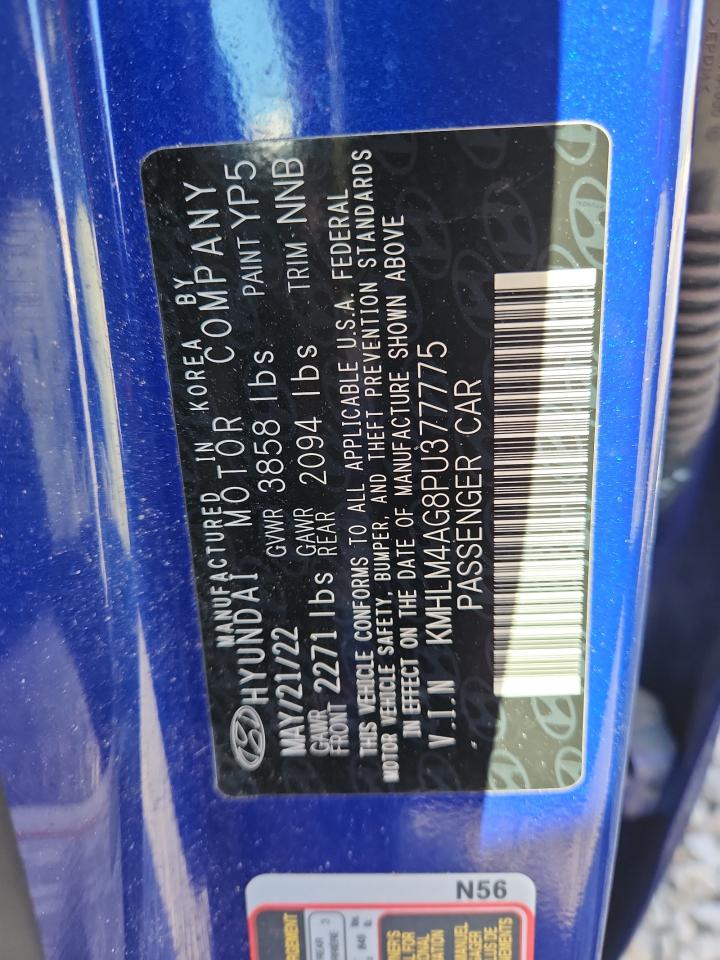 MANUFACTURED IN KOREA BY
HYUNDAI MOTOR COMPANY
MAY/21/22 GVWR 3858 lbs PAINT YP5
GAWR FRONT 2271 lbs GAWR REAR 2094 lbs TRIM NNB
THIS VEHICLE CONFORMS TO ALL APPLICABLE U.S.A. FEDERAL
MOTOR VEHICLE SAFETY, BUMPER, AND THEFT PREVENTION STANDARDS
IN EFFECT ON THE DATE OF MANUFACTURE SHOWN ABOVE
V.I.N KMHLM4AG8PU377775
PASSENGER CAR
N56